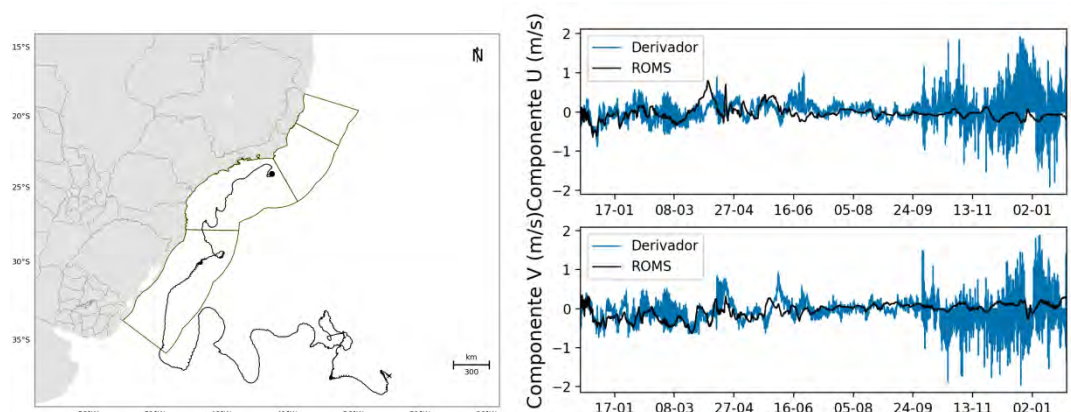 15°S
20°S
25°S
30°S
35°S
N
km
300
Componente U (m/s)
2
1
0
-1
-2
Derivador
ROMS
17-01
08-03
27-04
16-06
05-08
24-09
13-11
02-01
Componente V (m/s)
2
1
0
-1
-2
Derivador
ROMS
17-01
08-03
27-04
16-06
05-08
24-09
13-11
02-01